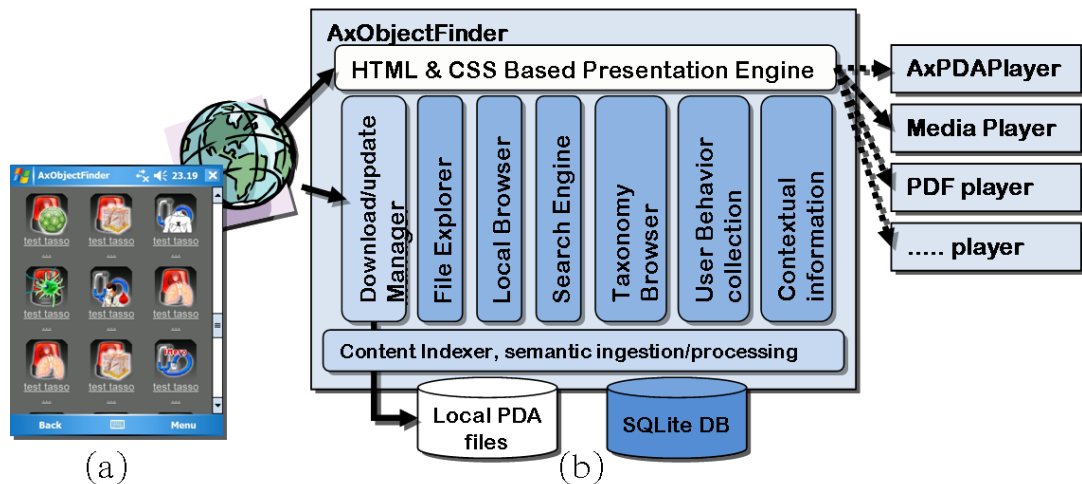 AxObjectFinder
HTML & CSS Based Presentation Engine
Download/update
Manager
File Explorer
Local Browser
Search Engine
Taxonomy
Browser
User Behavior
collection
Contextual
information
Content Indexer, semantic ingestion/processing
Local PDA
files
SQLite DB
AxPDAPlayer
Media Player
PDF player
..... player
AxObjectFinder 23.19
test tasso
...
test tasso
...
test tasso
...
test tasso
...
test tasso
...
test tasso
...
test tasso
...
test tasso
...
test tasso
...
Back
Menu
(a)
(b)